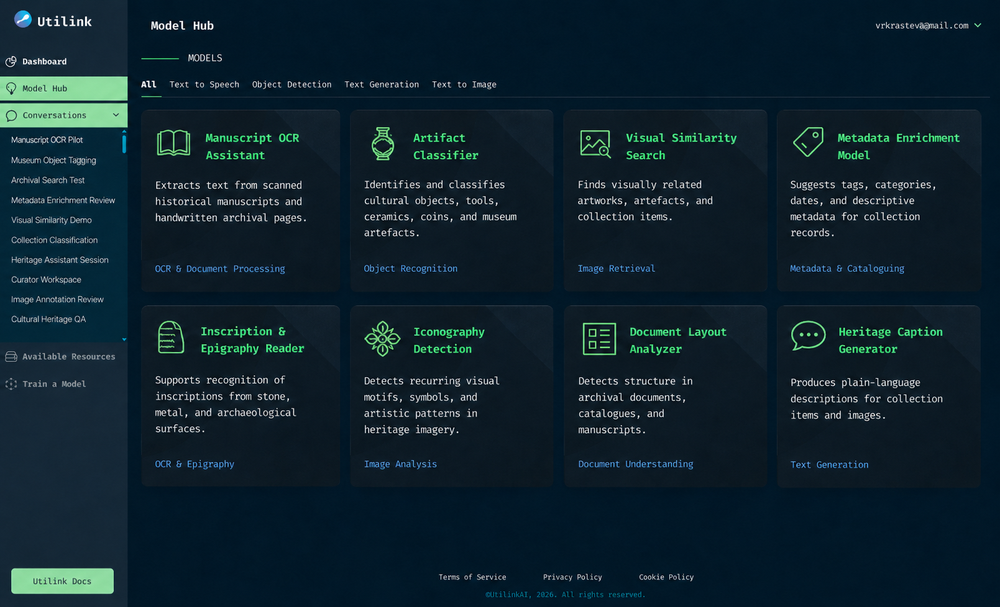 Utilink
Dashboard
Model Hub
Conversations
Manuscript OCR Pilot
Museum Object Tagging
Archival Search Test
Metadata Enrichment Review
Visual Similarity Demo
Collection Classification
Heritage Assistant Session
Curator Workspace
Image Annotation Review
Cultural Heritage QA
Available Resources
Train a Model
Utilink Docs
Model Hub
vrkrasteva@mail.com
MODELS
All Text to Speech Object Detection Text Generation Text to Image
Manuscript OCR
Assistant
Extracts text from scanned
historical manuscripts and
handwritten archival pages.
OCR & Document Processing
Artifact
Classifier
Identifies and classifies
cultural objects, tools,
ceramics, coins, and museum
artefacts.
Object Recognition
Visual Similarity
Search
Finds visually related
artworks, artefacts, and
collection items.
Image Retrieval
Metadata Enrichment
Model
Suggests tags, categories,
dates, and descriptive
metadata for collection
records.
Metadata & Cataloguing
Inscription &
Epigraphy Reader
Supports recognition of
inscriptions from stone,
metal, and archaeological
surfaces.
OCR & Epigraphy
Iconography
Detection
Detects recurring visual
motifs, symbols, and
artistic patterns in
heritage imagery.
Image Analysis
Document Layout
Analyzer
Detects structure in
archival documents,
catalogues, and
manuscripts.
Document Understanding
Heritage Caption
Generator
Produces plain-language
descriptions for collection
items and images.
Text Generation
Terms of Service Privacy Policy Cookie Policy
©UtilinkAI, 2026. All rights reserved.